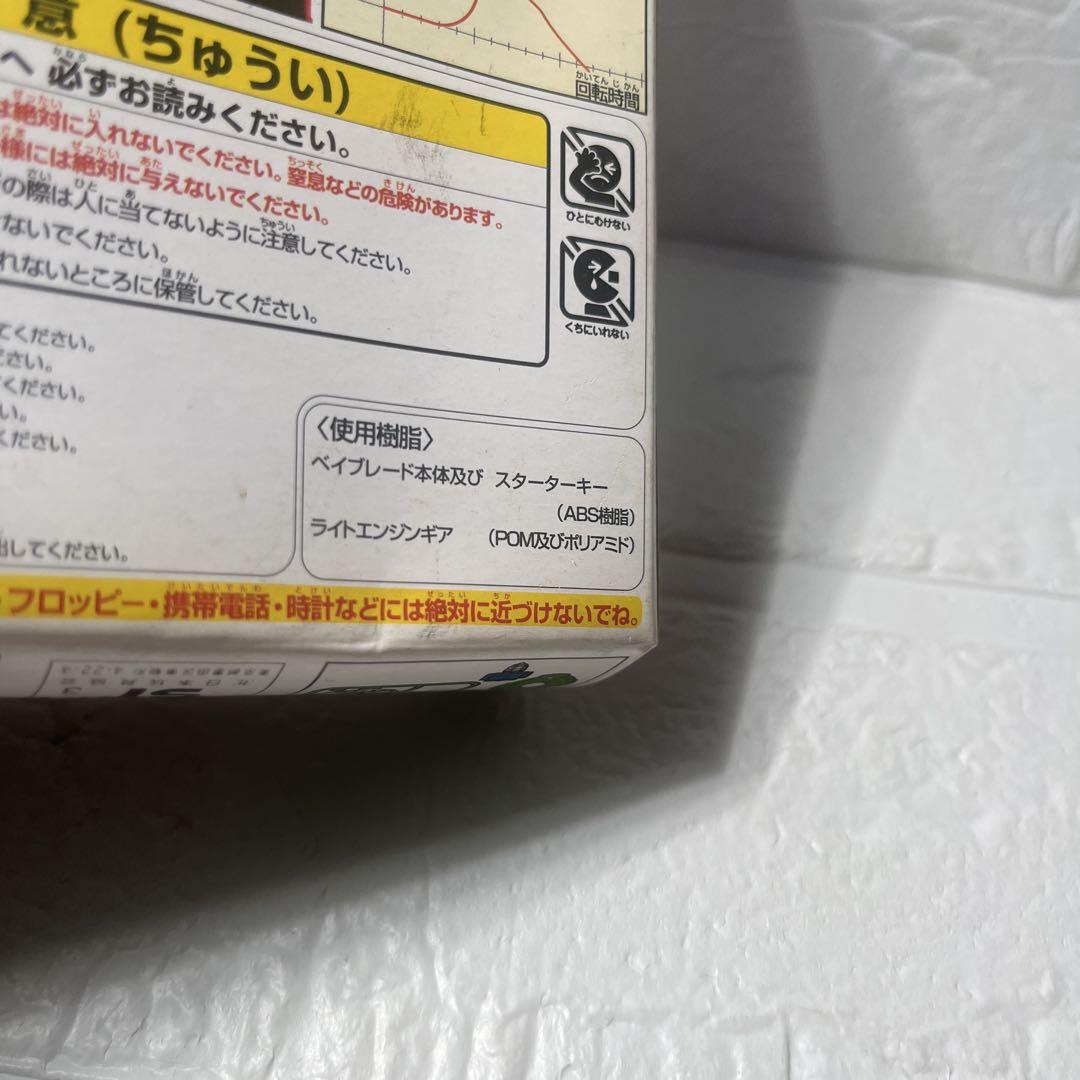 意(ちゅうい)
かいてんじかん
回転時間
へ 必ずお読みください。
は絶対に入れないでください。窒息などの危険があります。
様には絶対に与えないでください。
の際は人に当てないように注意してください。
ないでください。
れないところに保管してください。
ひとにむけない
くちにいれない
てください。
ださい。
ください。
い。
ください。
出してください。
〈使用樹脂〉
ベイブレード本体及び スターターキー
(ABS樹脂)
ライトエンジンギア (POM及びポリアミド)
・フロッピー・携帯電話・時計などには絶対に近づけないでね。